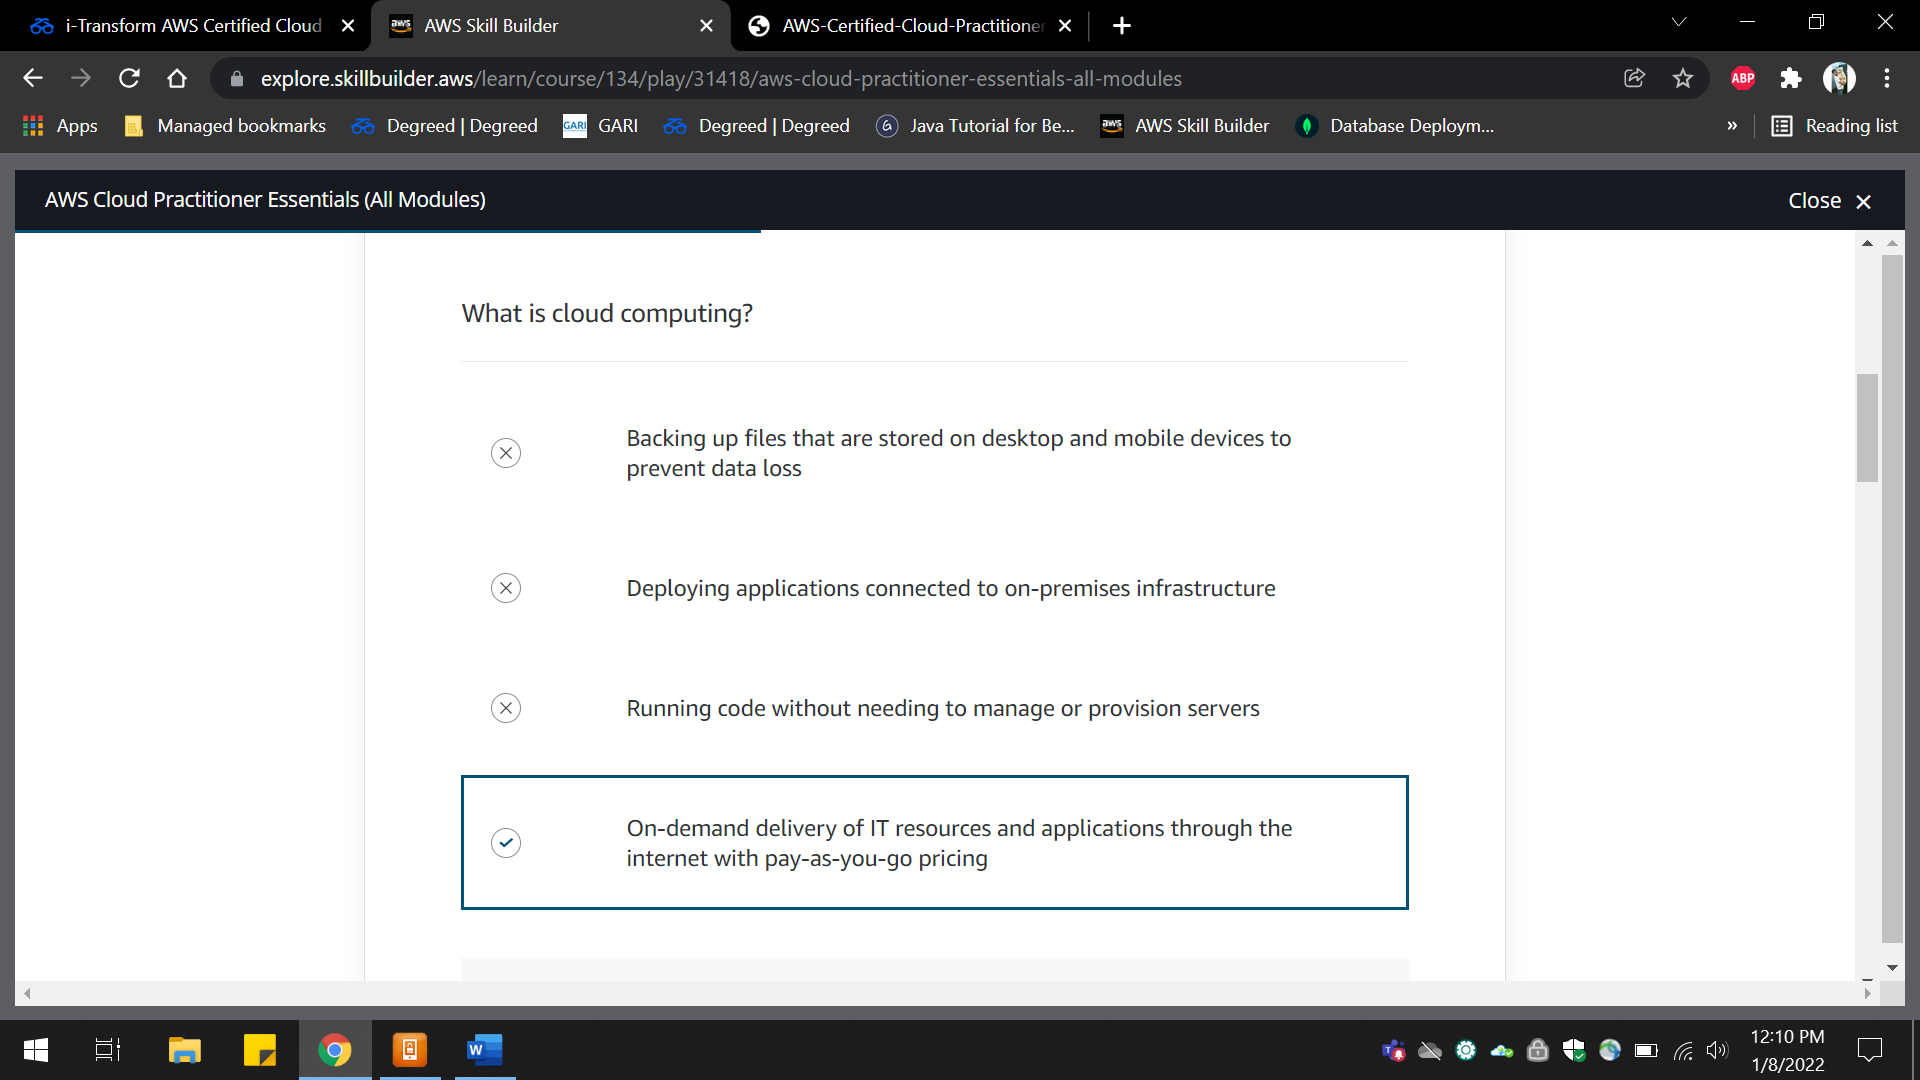 i-Transform AWS Certified Cloud
AWS Skill Builder
AWS-Certified-Cloud-Practitioner
explore.skillbuilder.aws/learn/course/134/play/31418/aws-cloud-practitioner-essentials-all-modules
ABP
Apps
Managed bookmarks
Degreed | Degreed
GARI GARI
Degreed | Degreed
Java Tutorial for Be...
aws AWS Skill Builder
Database Deploym...
»
Reading list
AWS Cloud Practitioner Essentials (All Modules)
Close
What is cloud computing?
Backing up files that are stored on desktop and mobile devices to
prevent data loss
Deploying applications connected to on-premises infrastructure
Running code without needing to manage or provision servers
On-demand delivery of IT resources and applications through the
internet with pay-as-you-go pricing
W
12:10 PM
1/8/2022